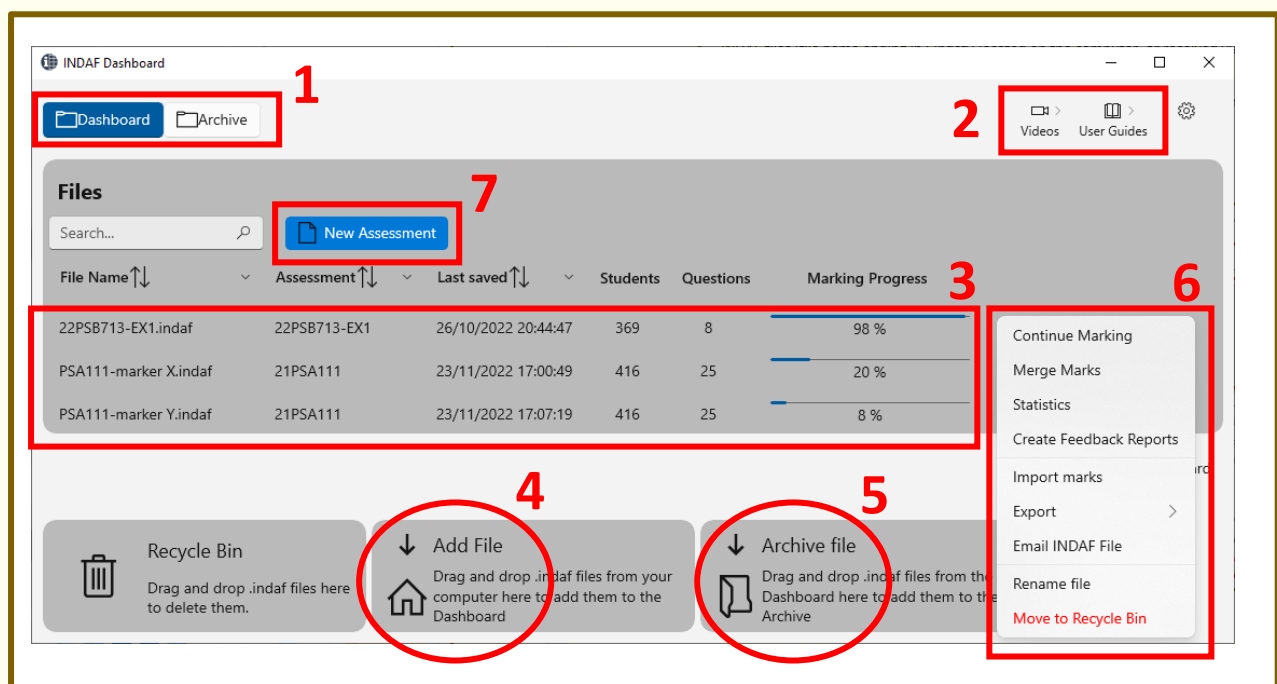 INDAF Dashboard
1
Dashboard Archive
2
Videos User Guides
Files
7
Search...
New Assessment
File Name Assessment Last saved Students Questions Marking Progress
3
6
22PSB713-EX1.indaf 22PSB713-EX1 26/10/2022 20:44:47 369 8 98 %
PSA111-marker X.indaf 21PSA111 23/11/2022 17:00:49 416 25 20 %
PSA111-marker Y.indaf 21PSA111 23/11/2022 17:07:19 416 25 8 %
Continue Marking
Merge Marks
Statistics
Create Feedback Reports
Import marks
Export
Email INDAF File
Rename file
Move to Recycle Bin
Recycle Bin
Drag and drop .indaf files here
to delete them.
4
Add File
Drag and drop .indaf files from your
computer here to add them to the
Dashboard
5
Archive file
Drag and drop .indaf files from the
Dashboard here to add them to the
Archive